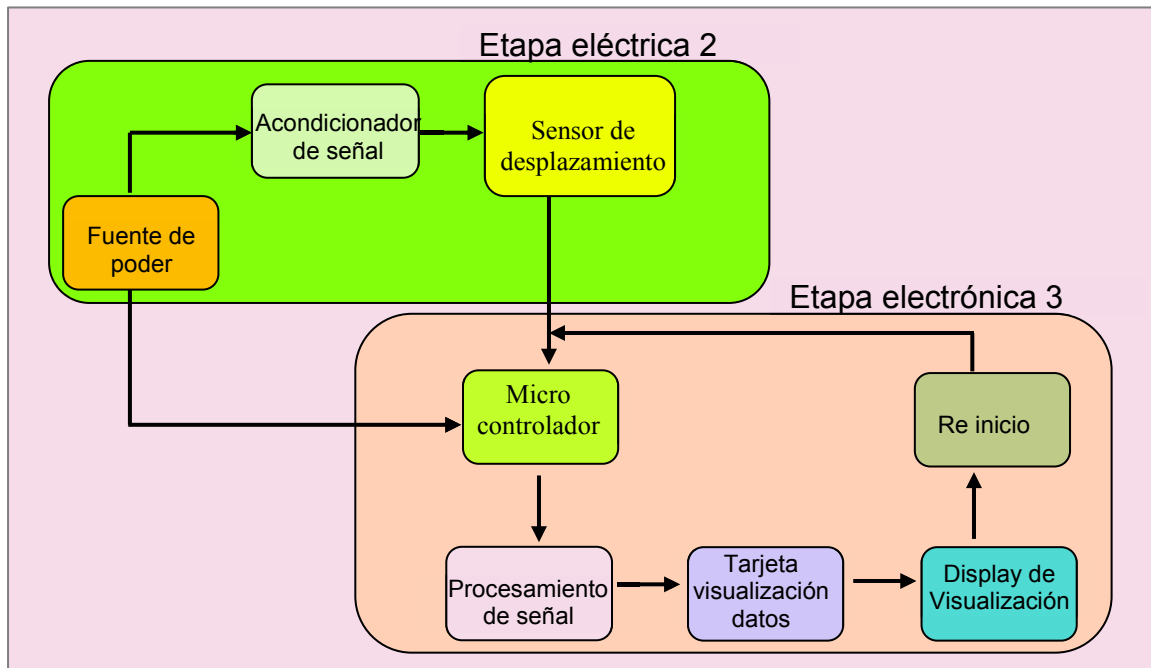 Etapa eléctrica 2
Acondicionador
de señal
Sensor de
desplazamiento
Fuente de
poder
Etapa electrónica 3
Micro
controlador
Re inicio
Procesamiento
de señal
Tarjeta
visualización
datos
Display de
Visualización